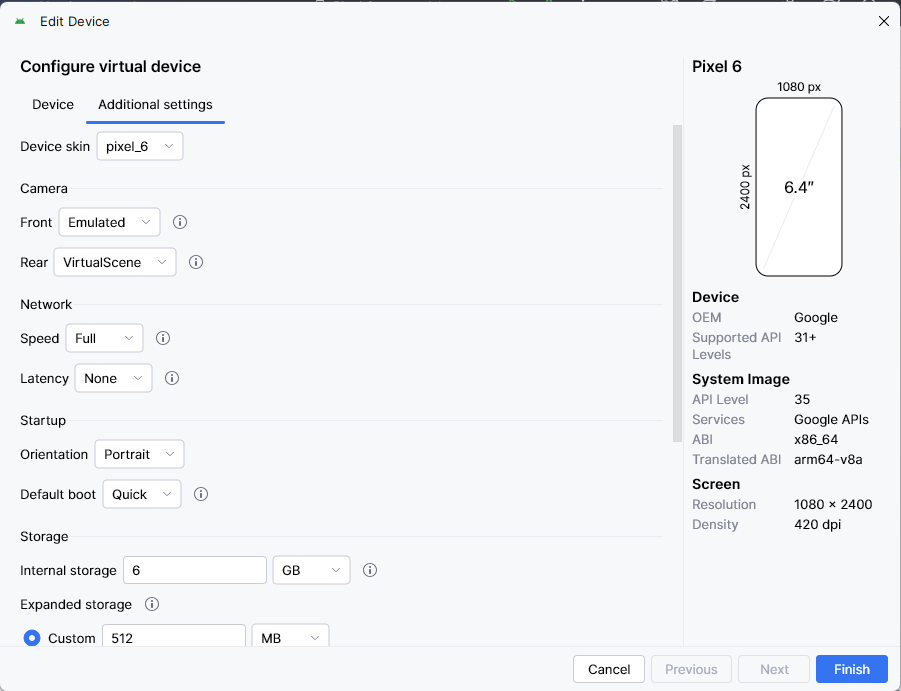 Edit Device
Configure virtual device
Device
Additional settings
Device skin pixel_6
Camera
Front Emulated
Rear VirtualScene
Network
Speed Full
Latency None
Startup
Orientation Portrait
Default boot Quick
Storage
Internal storage 6 GB
Expanded storage
Custom 512 MB
Pixel 6
1080 px
2400 px
6.4″
Device
OEM Google
Supported API Levels 31+
System Image
API Level 35
Services Google APIs
ABI x86_64
Translated ABI arm64-v8a
Screen
Resolution 1080 × 2400
Density 420 dpi
Cancel
Previous
Next
Finish